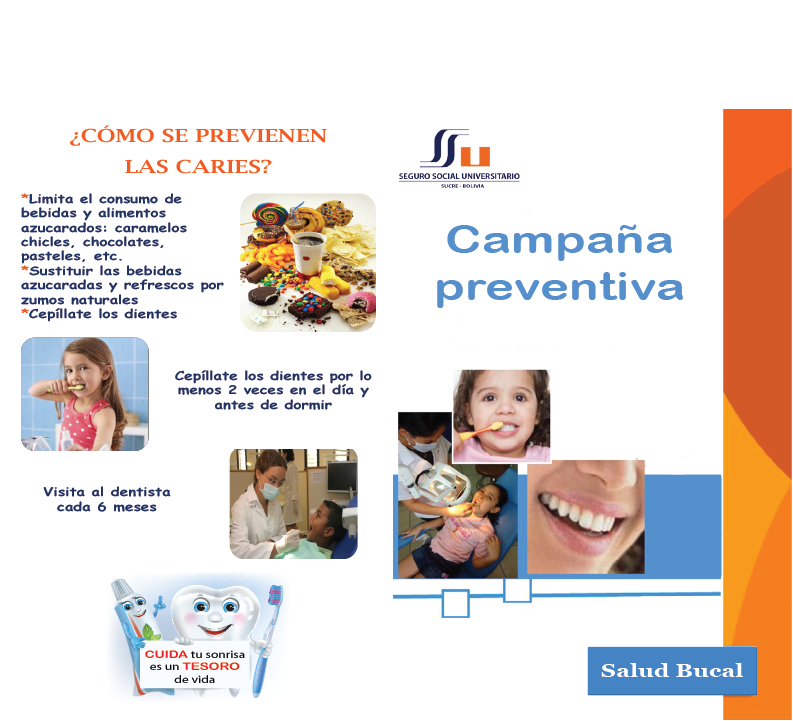 ¿CÓMO SE PREVIENEN
LAS CARIES?
*Limita el consumo de
bebidas y alimentos
azucarados: caramelos
chicles, chocolates,
pasteles, etc.
*Sustituir las bebidas
azucaradas y refrescos por
zumos naturales
*Cepíllate los dientes
Cepíllate los dientes por lo
menos 2 veces en el día y
antes de dormir
Visita al dentista
cada 6 meses
CUIDA tu sonrisa
es un TESORO
de vida
SSU
SEGURO SOCIAL UNIVERSITARIO
SUCRE - BOLIVIA
Campaña
preventiva
Salud Bucal